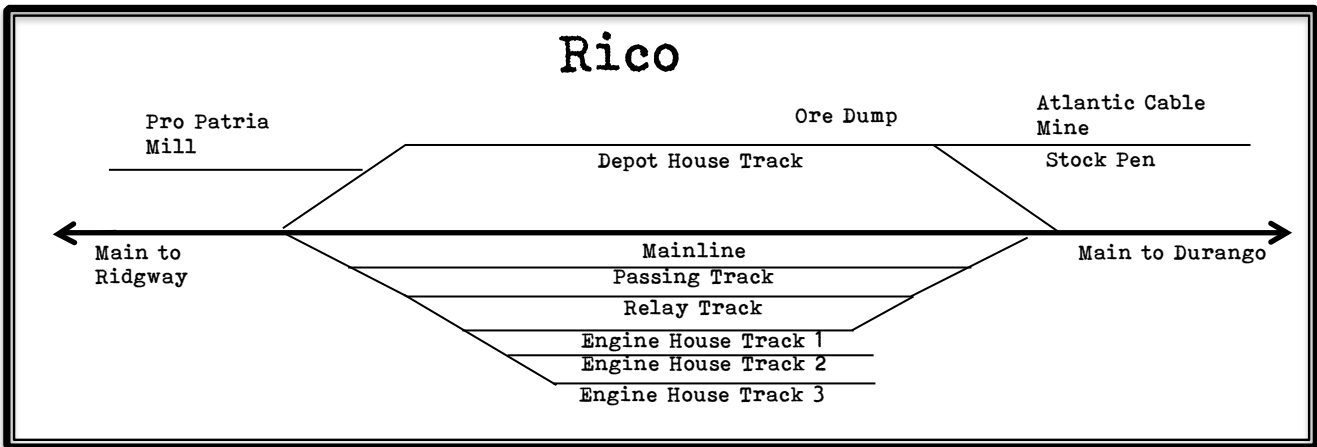 Rico
Pro Patria
Mill
Ore Dump
Atlantic Cable
Mine
Depot House Track
Stock Pen
Main to
Ridgway
Mainline
Main to Durango
Passing Track
Relay Track
Engine House Track 1
Engine House Track 2
Engine House Track 3